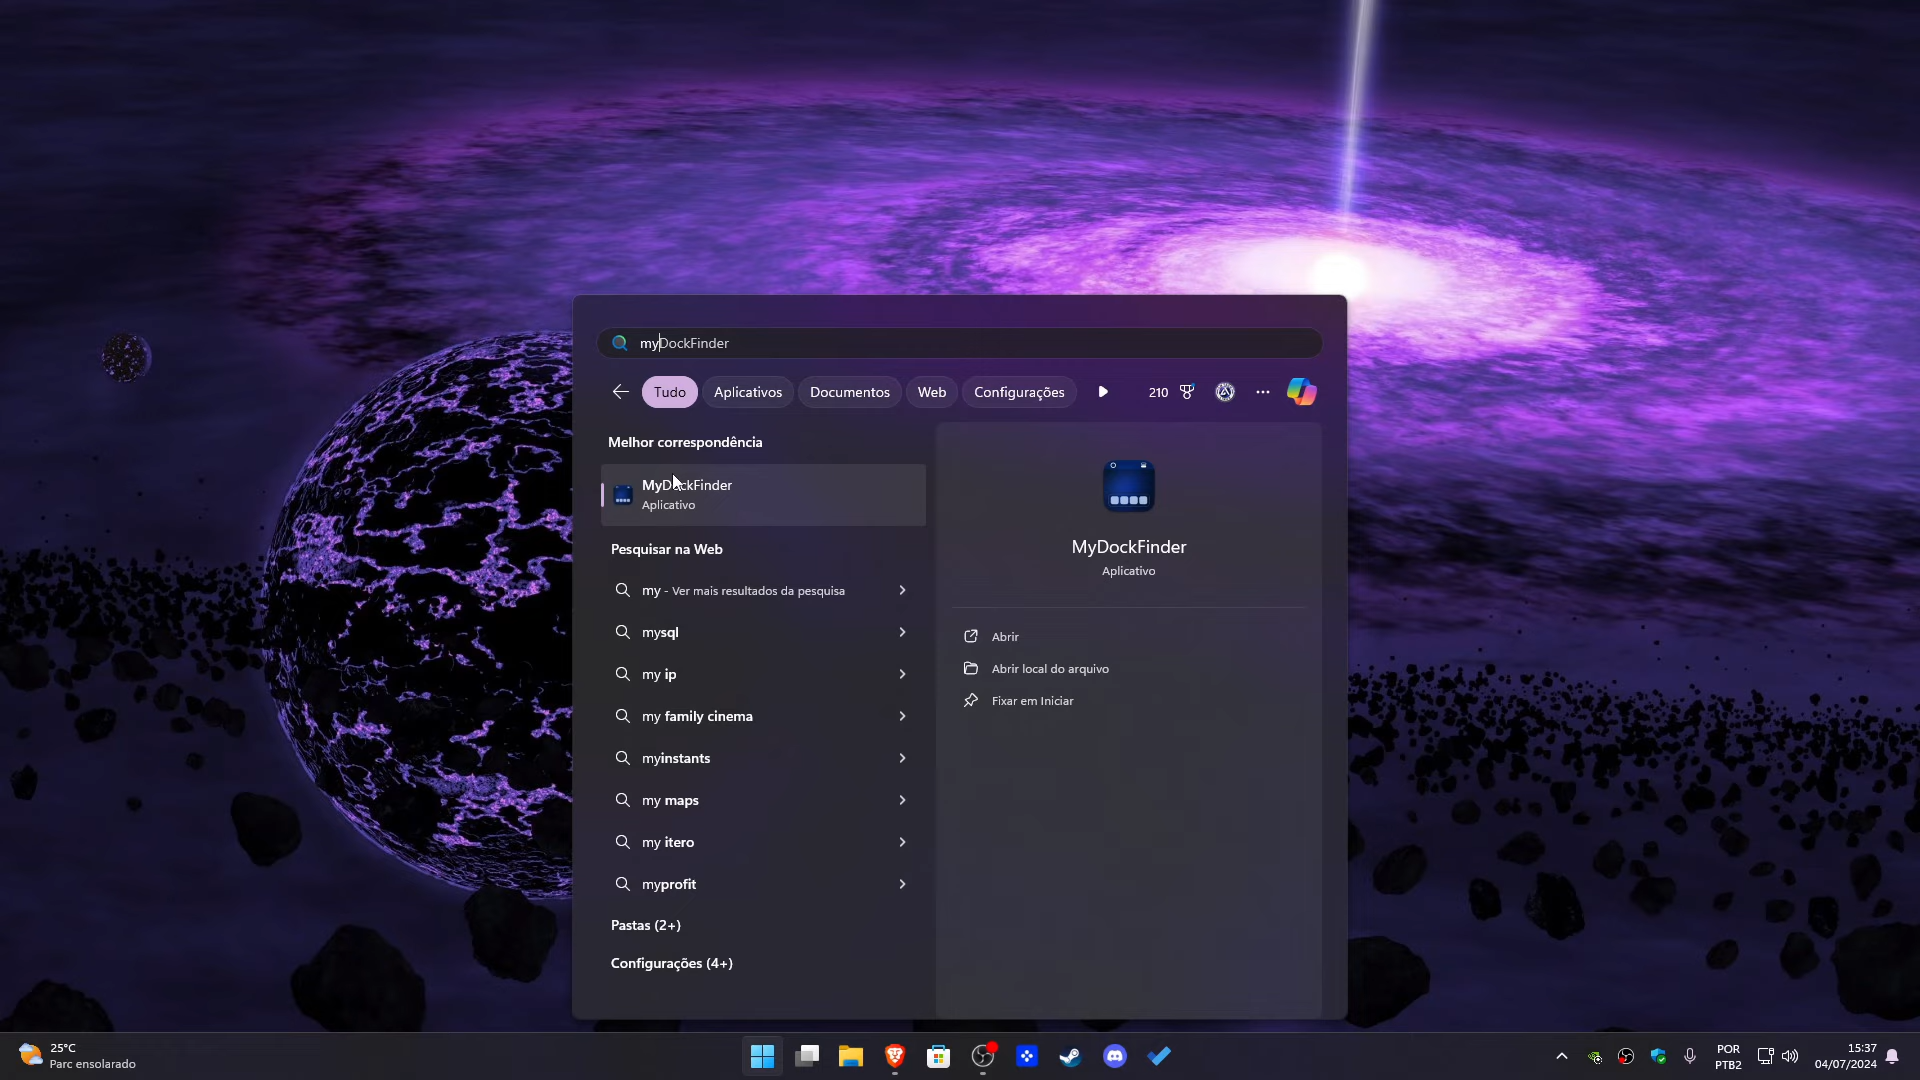 myDockFinder
Tudo Aplicativos Documentos Web Configurações 210
Melhor correspondência
MyDockFinder
Aplicativo
Pesquisar na Web
my - Ver mais resultados da pesquisa
mysql
my ip
my family cinema
myinstants
my maps
my itero
myprofit
Pastas (2+)
Configurações (4+)
MyDockFinder
Aplicativo
Abrir
Abrir local do arquivo
Fixar em Iniciar
25°C
Parc ensolarado
POR
PTB2
15:37
04/07/2024